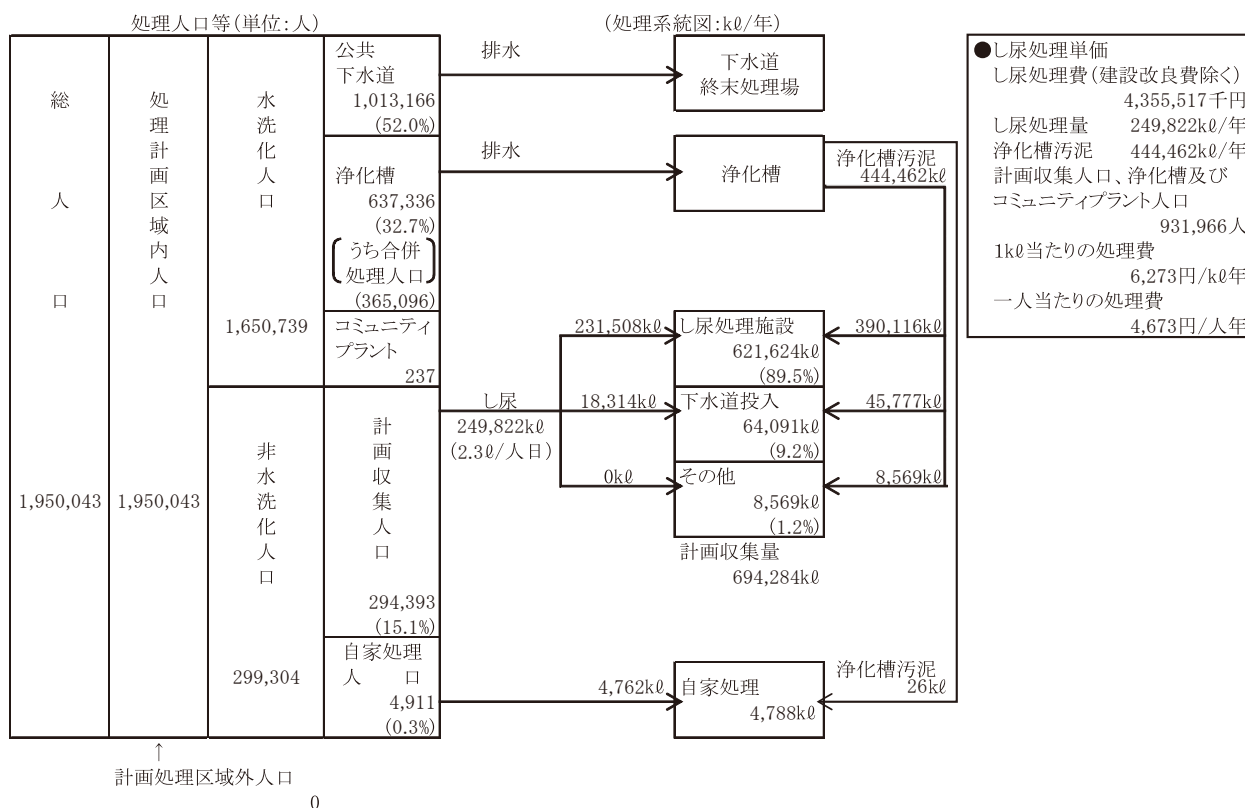 処理人口等(単位:人)
(処理系統図:kℓ/年)
総人口
1,950,043
処理計画区域内人口
1,950,043
水洗化人口
1,650,739
非水洗化人口
299,304
公共
下水道
1,013,166
(52.0%)
浄化槽
637,336
(32.7%)
うち合併
処理人口
(365,096)
コミュニティ
プラント
237
計画収集人口
294,393
(15.1%)
自家処理
人 口
4,911
(0.3%)
↑
計画処理区域外人口
0
排水
下水道
終末処理場
排水
浄化槽
浄化槽汚泥
444,462kℓ
し尿
249,822kℓ
(2.3ℓ/人日)
231,508kℓ
し尿処理施設
621,624kℓ
(89.5%)
390,116kℓ
18,314kℓ
下水道投入
64,091kℓ
(9.2%)
45,777kℓ
0kℓ
その他
8,569kℓ
(1.2%)
8,569kℓ
計画収集量
694,284kℓ
4,762kℓ
自家処理
4,788kℓ
浄化槽汚泥
26kℓ
●し尿処理単価
し尿処理費(建設改良費除く)
4,355,517千円
し尿処理量 249,822kℓ/年
浄化槽汚泥 444,462kℓ/年
計画収集人口、浄化槽及び
コミュニティプラント人口
931,966人
1kℓ当たりの処理費
6,273円/kℓ年
一人当たりの処理費
4,673円/人年